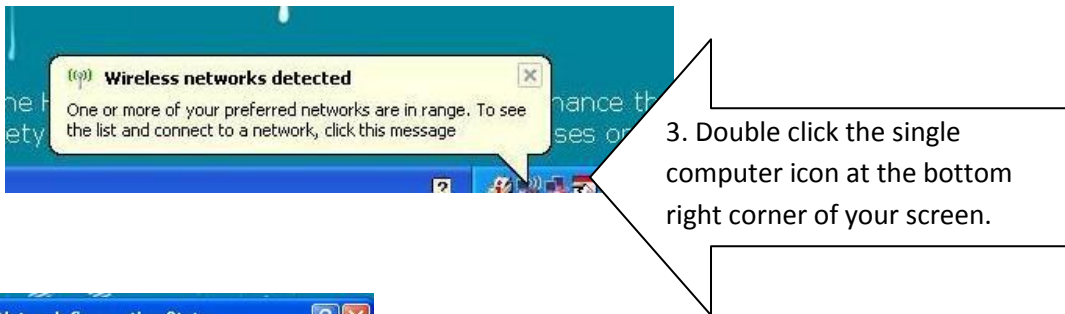 Wireless networks detected
One or more of your preferred networks are in range. To see
the list and connect to a network, click this message
3. Double click the single
computer icon at the bottom
right corner of your screen.